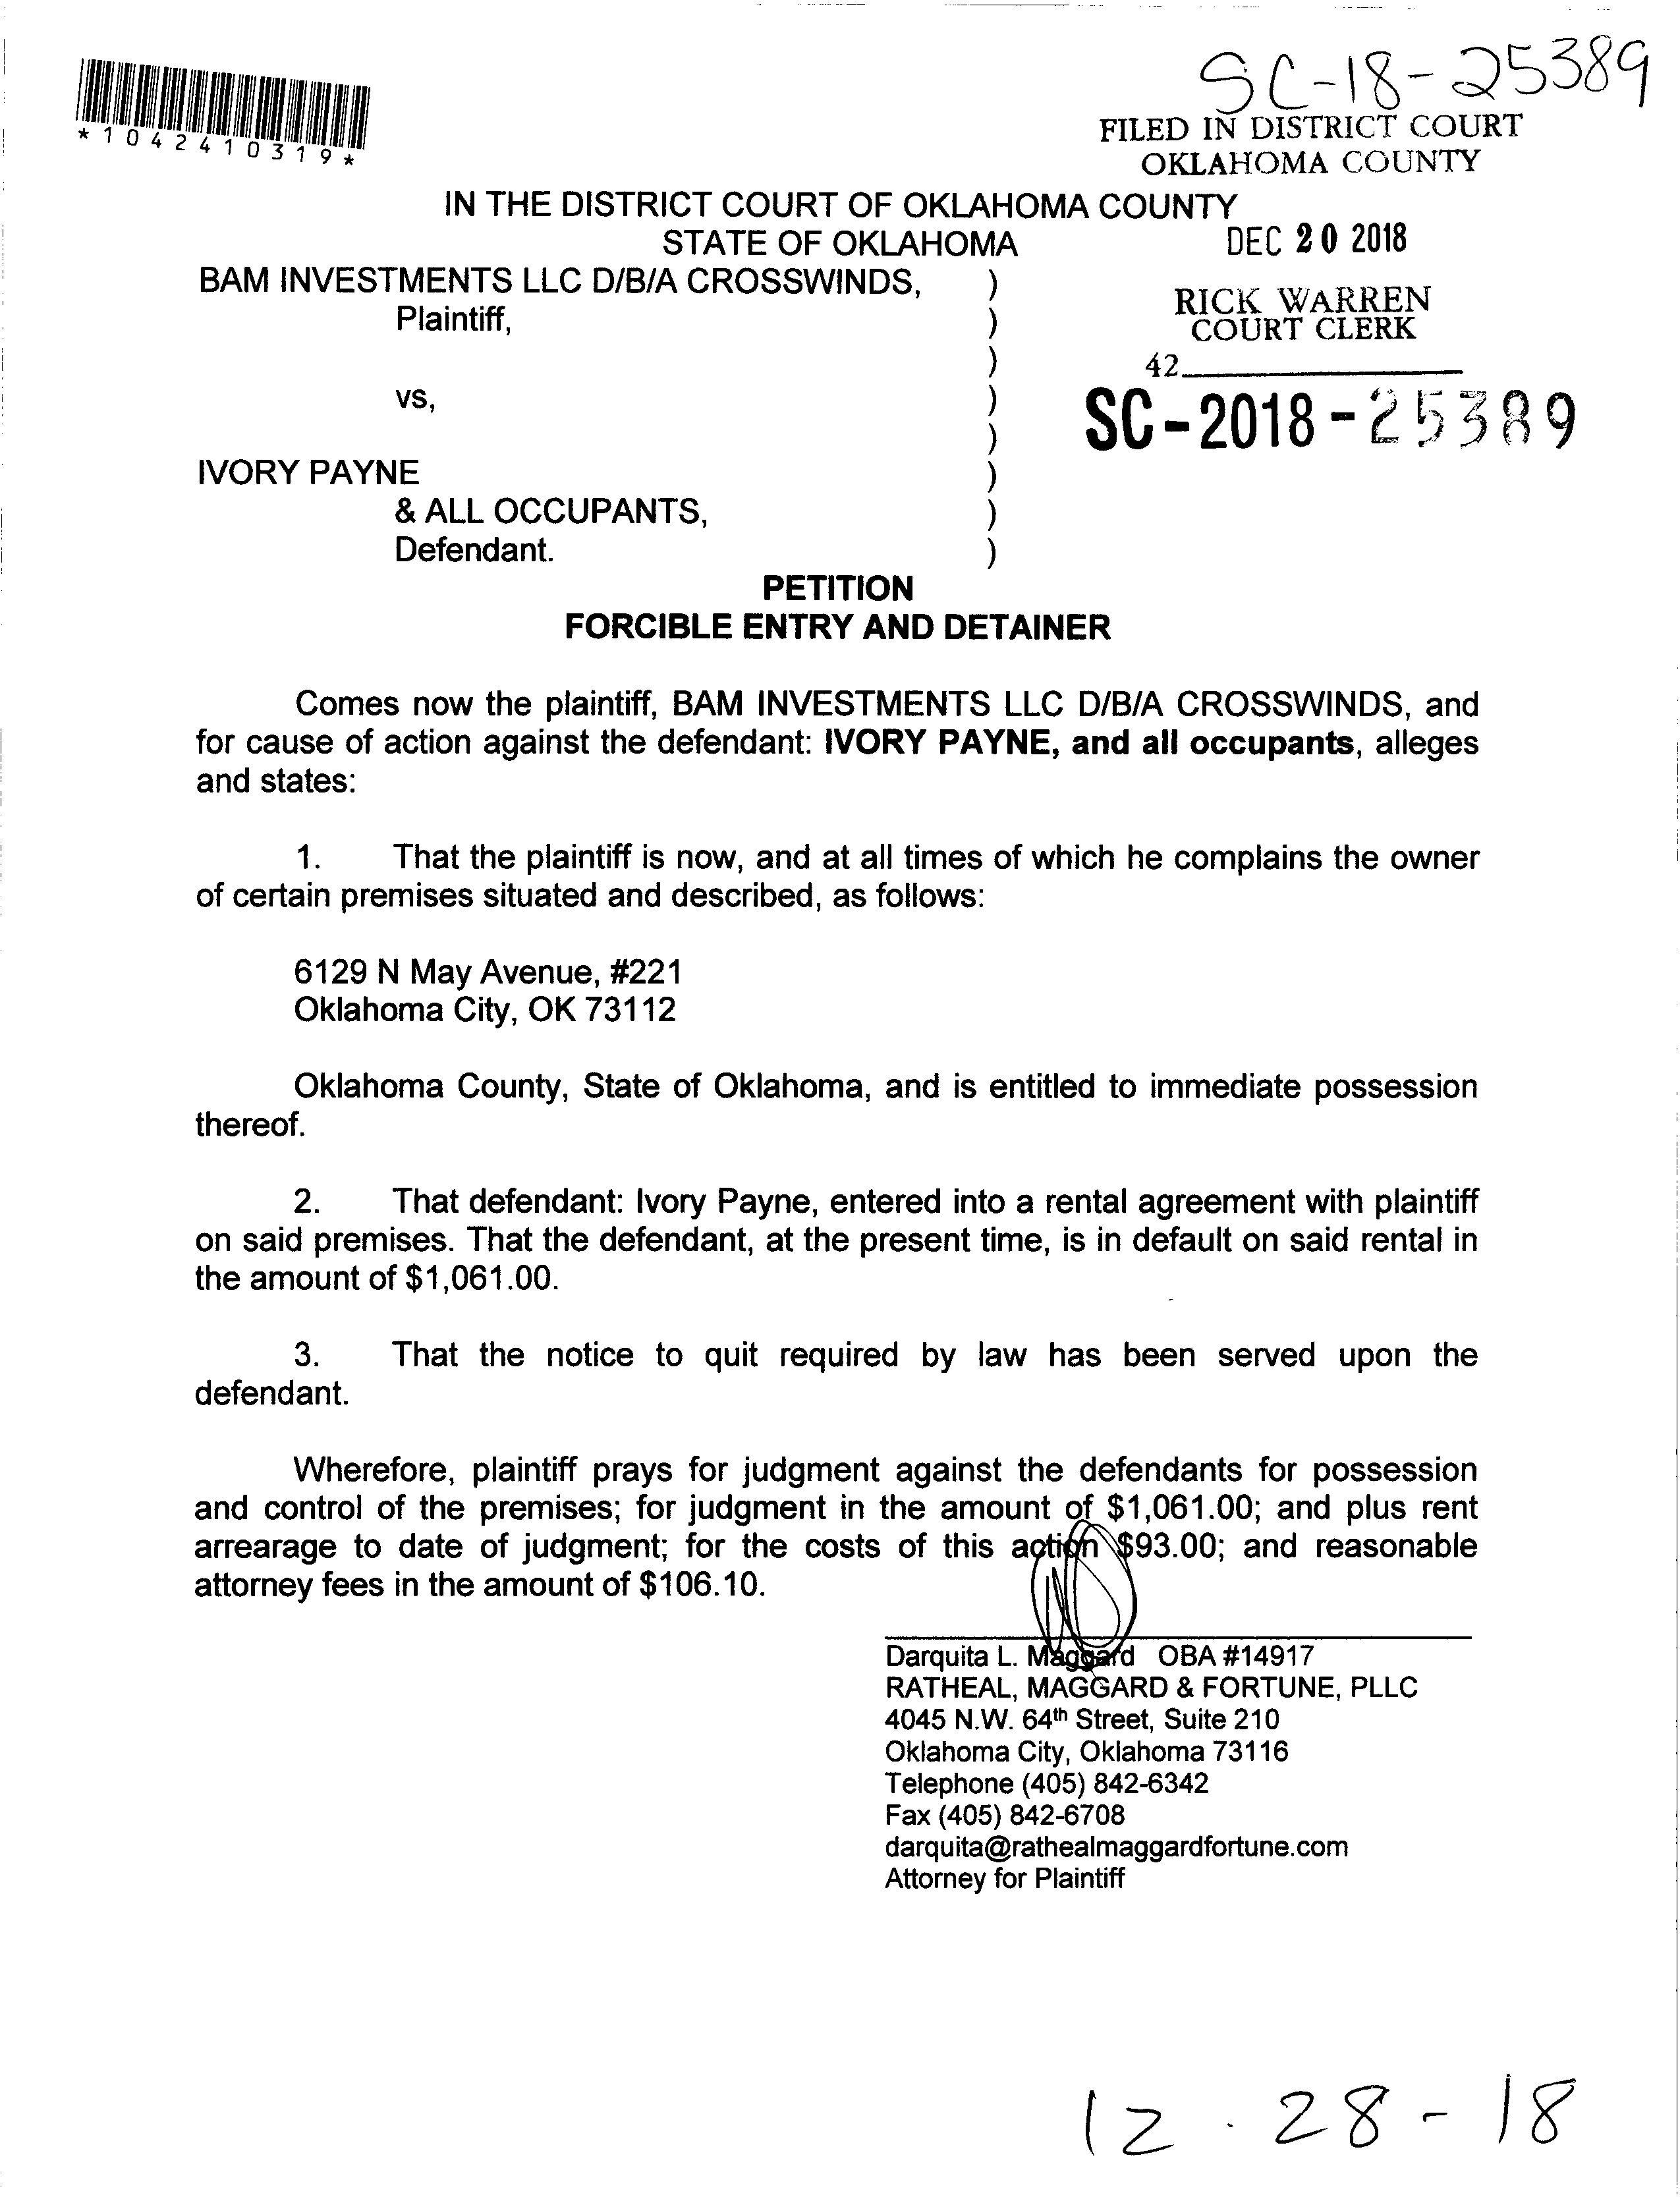 SC-18-25389
*1042410319*
FILED IN DISTRICT COURT
OKLAHOMA COUNTY
IN THE DISTRICT COURT OF OKLAHOMA COUNTY
STATE OF OKLAHOMA
DEC 20 2018
BAM INVESTMENTS LLC D/B/A CROSSWINDS, )
Plaintiff, )
)
RICK WARREN
COURT CLERK
42
vs, )
)
SC-2018-25389
IVORY PAYNE )
& ALL OCCUPANTS, )
Defendant. )
PETITION
FORCIBLE ENTRY AND DETAINER
Comes now the plaintiff, BAM INVESTMENTS LLC D/B/A CROSSWINDS, and
for cause of action against the defendant: IVORY PAYNE, and all occupants, alleges
and states:
1. That the plaintiff is now, and at all times of which he complains the owner
of certain premises situated and described, as follows:
6129 N May Avenue, #221
Oklahoma City, OK 73112
Oklahoma County, State of Oklahoma, and is entitled to immediate possession
thereof.
2. That defendant: Ivory Payne, entered into a rental agreement with plaintiff
on said premises. That the defendant, at the present time, is in default on said rental in
the amount of $1,061.00.
3. That the notice to quit required by law has been served upon the
defendant.
Wherefore, plaintiff prays for judgment against the defendants for possession
and control of the premises; for judgment in the amount of $1,061.00; and plus rent
arrearage to date of judgment; for the costs of this action $93.00; and reasonable
attorney fees in the amount of $106.10.
Darquita L. Maggard OBA #14917
RATHEAL, MAGGARD & FORTUNE, PLLC
4045 N.W. 64th Street, Suite 210
Oklahoma City, Oklahoma 73116
Telephone (405) 842-6342
Fax (405) 842-6708
darquita@rathealmaggardfortune.com
Attorney for Plaintiff
12-28-18